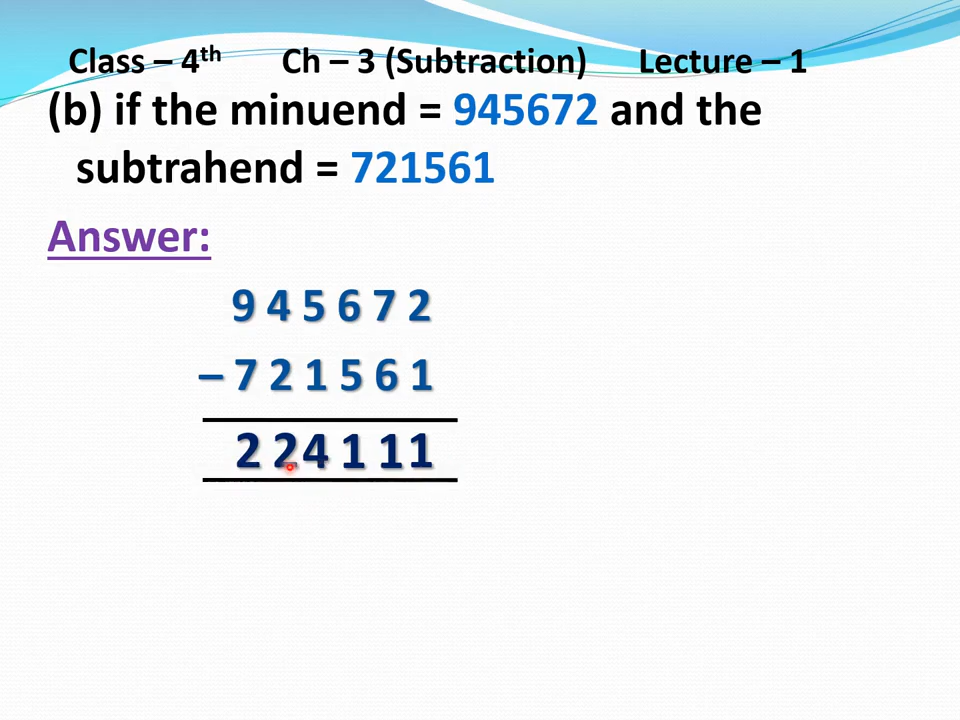 Class – 4th Ch – 3 (Subtraction) Lecture – 1
(b) if the minuend = 945672 and the
subtrahend = 721561
Answer:
9 4 5 6 7 2
– 7 2 1 5 6 1
2 2 4 1 1 1